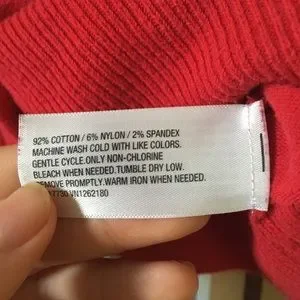 92% COTTON / 6% NYLON / 2% SPANDEX
MACHINE WASH COLD WITH LIKE COLORS.
GENTLE CYCLE.ONLY NON-CHLORINE
BLEACH WHEN NEEDED.TUMBLE DRY LOW.
REMOVE PROMPTLY.WARM IRON WHEN NEEDED.